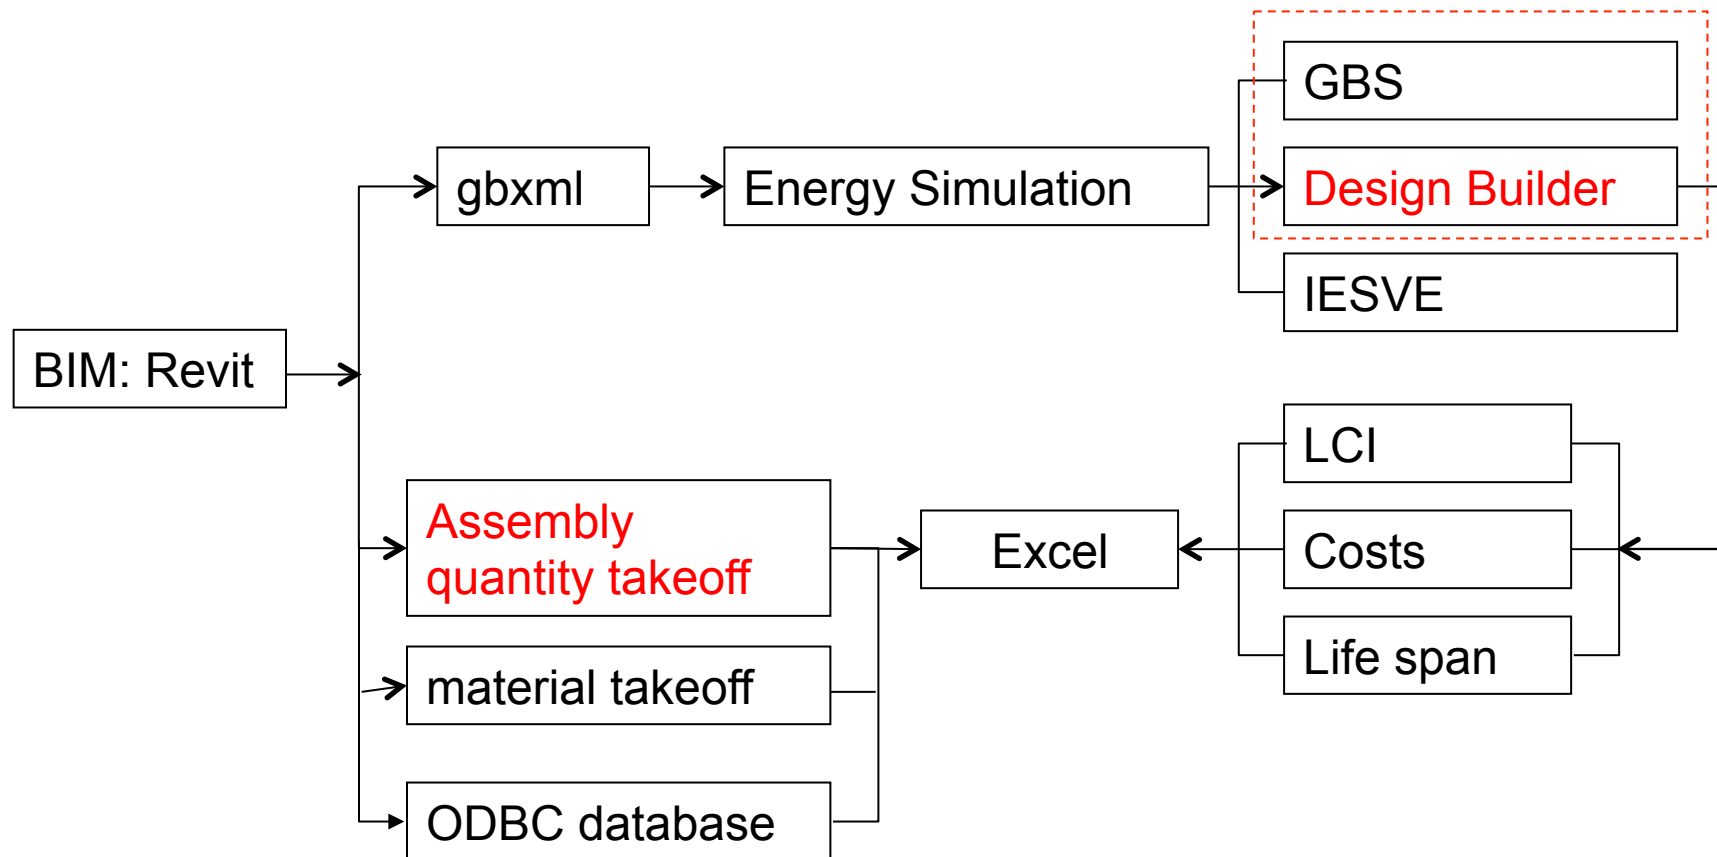 GBS
gbxml
Energy Simulation
Design Builder
IESVE
BIM: Revit
LCI
Assembly
quantity takeoff
Excel
Costs
material takeoff
Life span
ODBC database